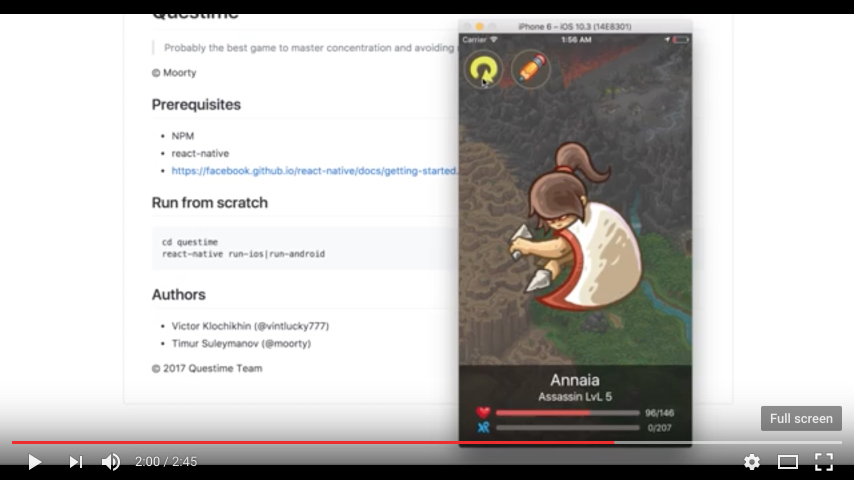 Questime
iPhone 6 – iOS 10.3 (14E8301)
Carrier
1:56 AM
Probably the best game to master concentration and avoiding
© Moorty
Prerequisites
• NPM
• react-native
• https://facebook.github.io/react-native/docs/getting-started.
Run from scratch
cd questime
react-native run-ios|run-android
Authors
• Victor Klochikhin (@vintlucky777)
• Timur Suleymanov (@moorty)
© 2017 Questime Team
Annaia
Assassin LvL 5
96/146
XP
0/207
Full screen
2:00 / 2:45